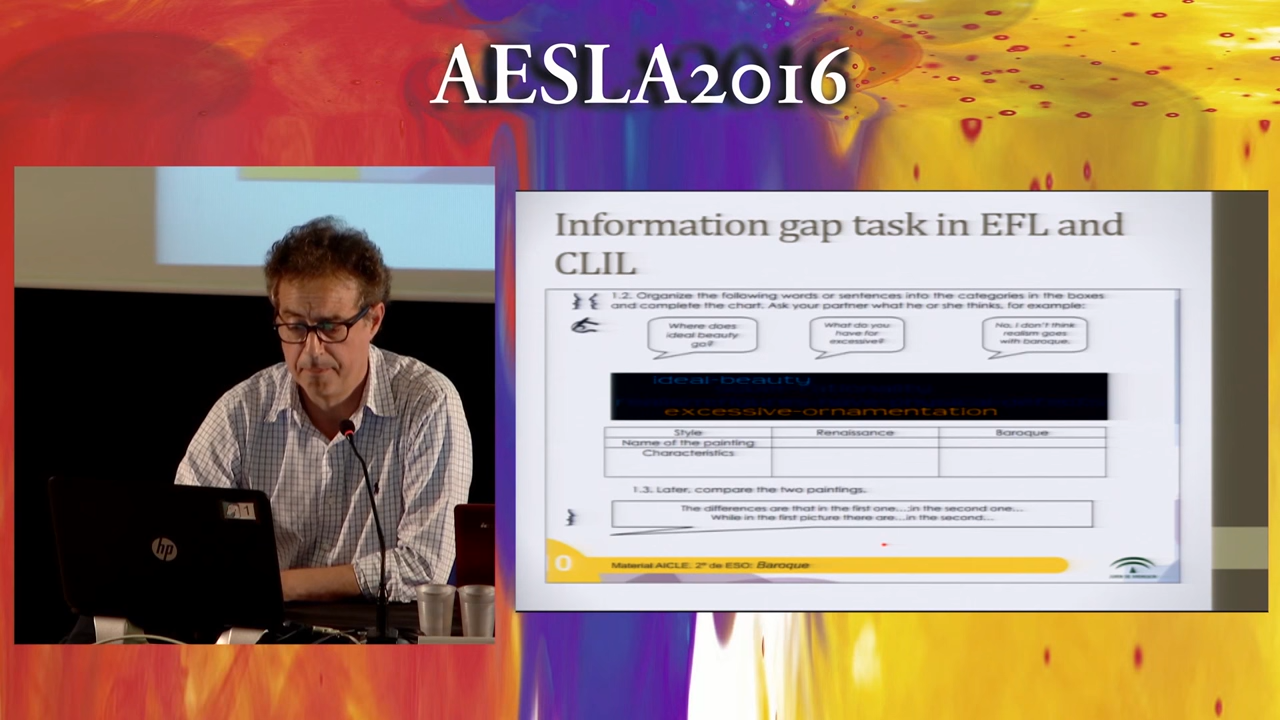 AESLA2016
Information gap task in EFL and
CLIL
1.2. Organize the following words or sentences into the categories in the boxes
and complete the chart. Ask your partner what he or she thinks, for example:
Where does
ideal beauty
go?
What do you
have for
excessive?
No, I don't think
realism goes
with baroque.
ideal-beauty
excessive-ornamentation
Style Renaissance Baroque
Name of the painting
Characteristics
1.3. Later, compare the two paintings.
The differences are that in the first one....;in the second one...
While in the first picture there are...in the second...
0
Material AICLE. 2º de ESO: Baroque
hp
1